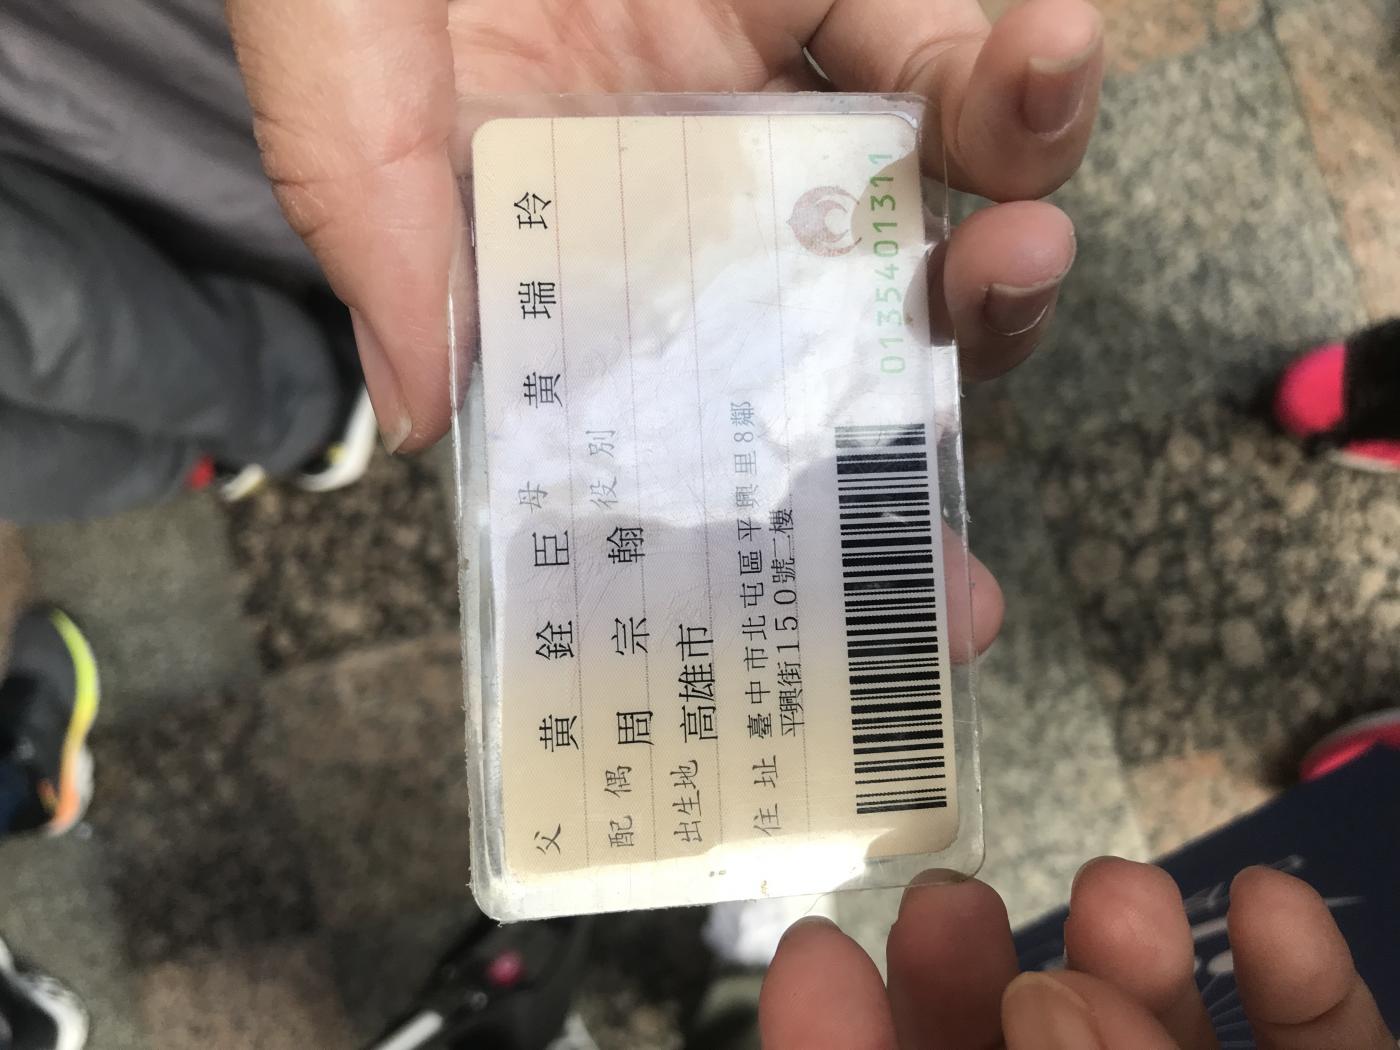 父 黃銓臣 母 黃瑞玲
配偶 周宗翰 役別
出生地 高雄市
住址 臺中市北屯區平興里8鄰
平興街150號二樓
0135401311